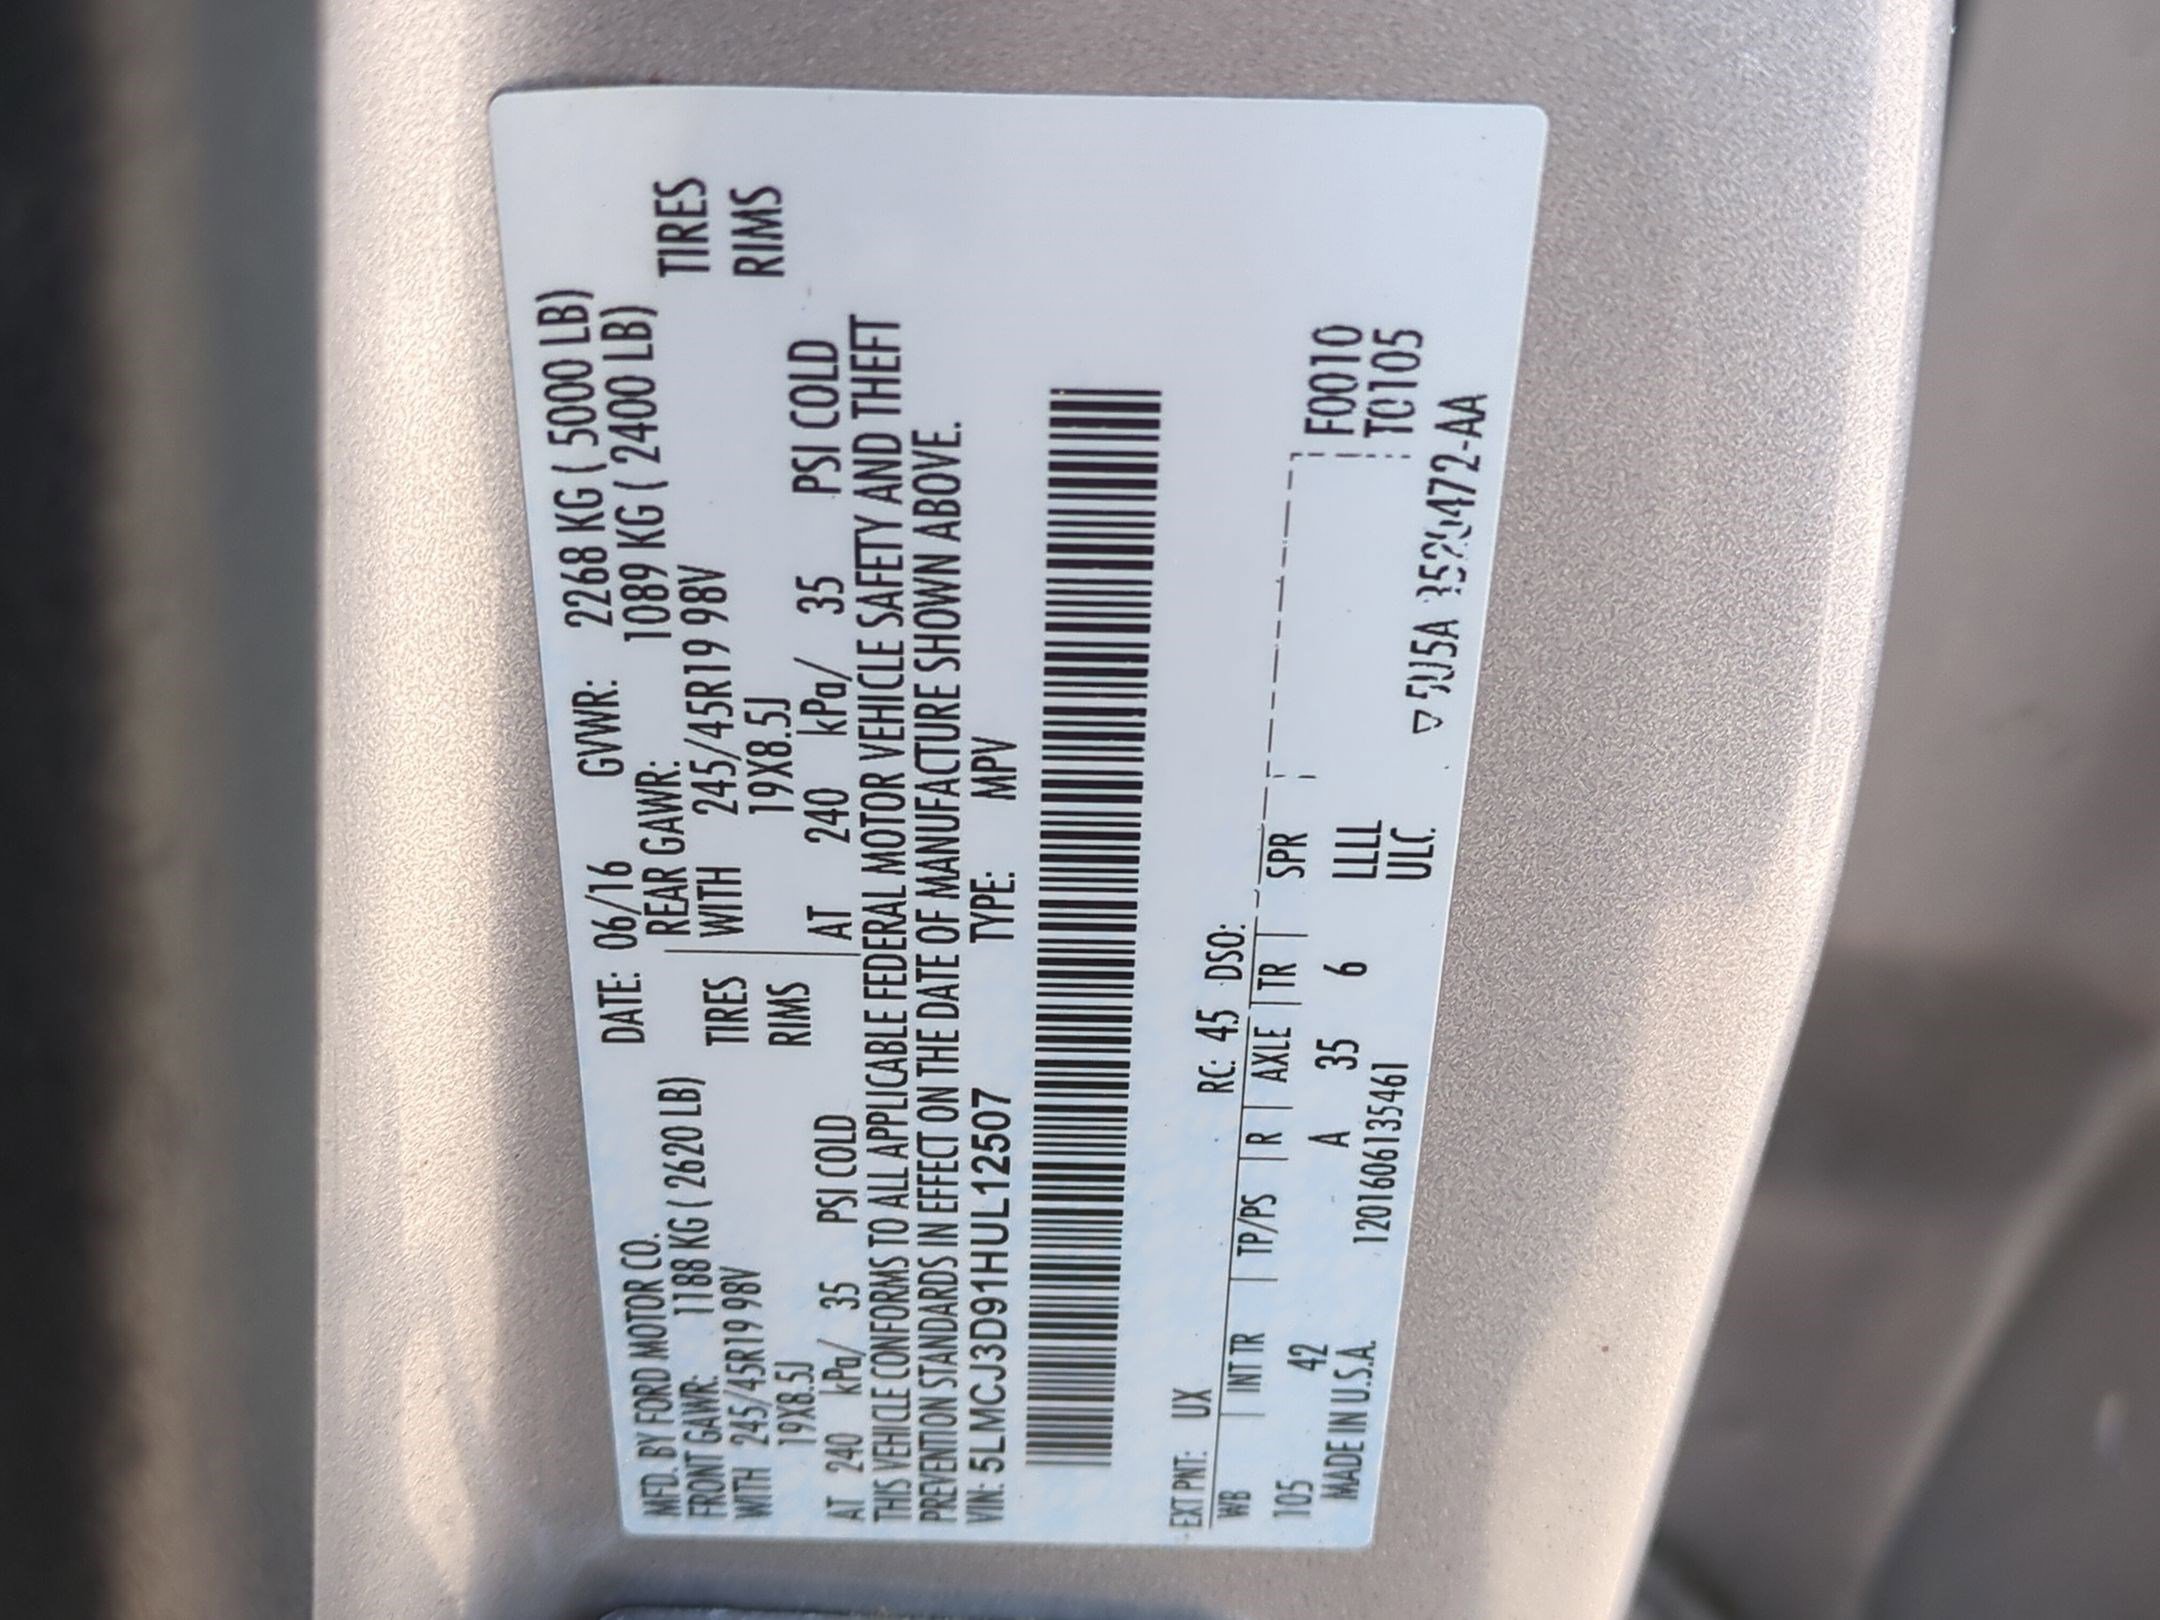 MFD. BY FORD MOTOR CO. DATE: 06/16 GVWR: 2268 KG ( 5000 LB)
FRONT GAWR: 1188 KG ( 2620 LB) REAR GAWR: 1089 KG ( 2400 LB)
WITH 245/45R19 98V TIRES WITH 245/45R19 98V TIRES
19X8.5J RIMS 19X8.5J RIMS
AT 240 kPa/ 35 PSI COLD AT 240 kPa/ 35 PSI COLD
THIS VEHICLE CONFORMS TO ALL APPLICABLE FEDERAL MOTOR VEHICLE SAFETY AND THEFT
PREVENTION STANDARDS IN EFFECT ON THE DATE OF MANUFACTURE SHOWN ABOVE.
VIN: 5LMCJ3D91HUL12507 TYPE: MPV
EXT PNT: UX RC: 45 DSO:
WB INT TR TP/PS R AXLE TR SPR
105 42 A 35 6 LLLL F0010
MADE IN U.S.A. 1201606135461 ULC T0105